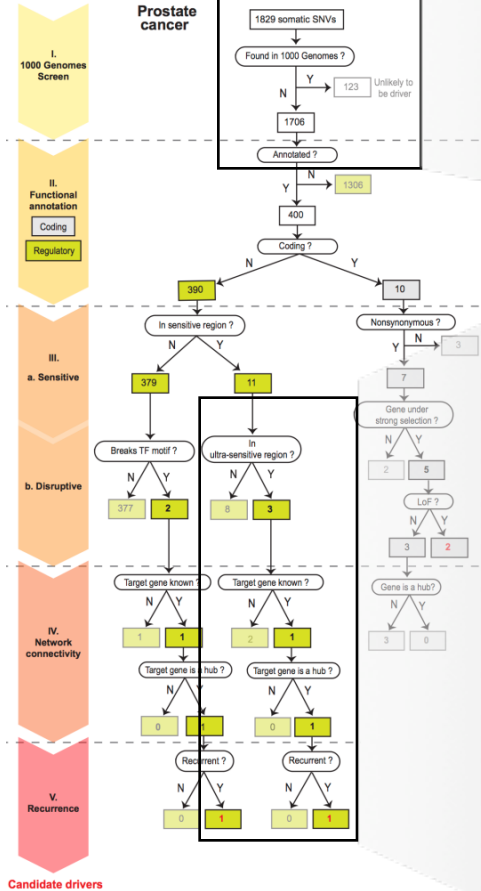 Prostate
cancer
1829 somatic SNVs
I.
1000 Genomes
Screen
Found in 1000 Genomes ?
Y
N
123
Unlikely to
be driver
1706
Annotated ?
II.
Functional
annotation
Coding
Regulatory
N
Y
1306
400
Coding ?
N
Y
390
10
III.
a. Sensitive
In sensitive region ?
Nonsynonymous ?
N
Y
Y
N
3
379
11
7
Gene under
strong selection ?
b. Disruptive
Breaks TF motif ?
In
ultra-sensitive region ?
N
Y
N
Y
N
Y
2
5
377
2
8
3
LoF ?
N
Y
3
2
IV.
Network
connectivity
Target gene known ?
Target gene known ?
Gene is a hub?
N
Y
N
Y
N
Y
1
1
2
1
3
0
Target gene is a hub ?
Target gene is a hub ?
N
Y
N
Y
0
1
0
1
V.
Recurrence
Recurrent ?
Recurrent ?
N
Y
N
Y
0
1
0
1
Candidate drivers